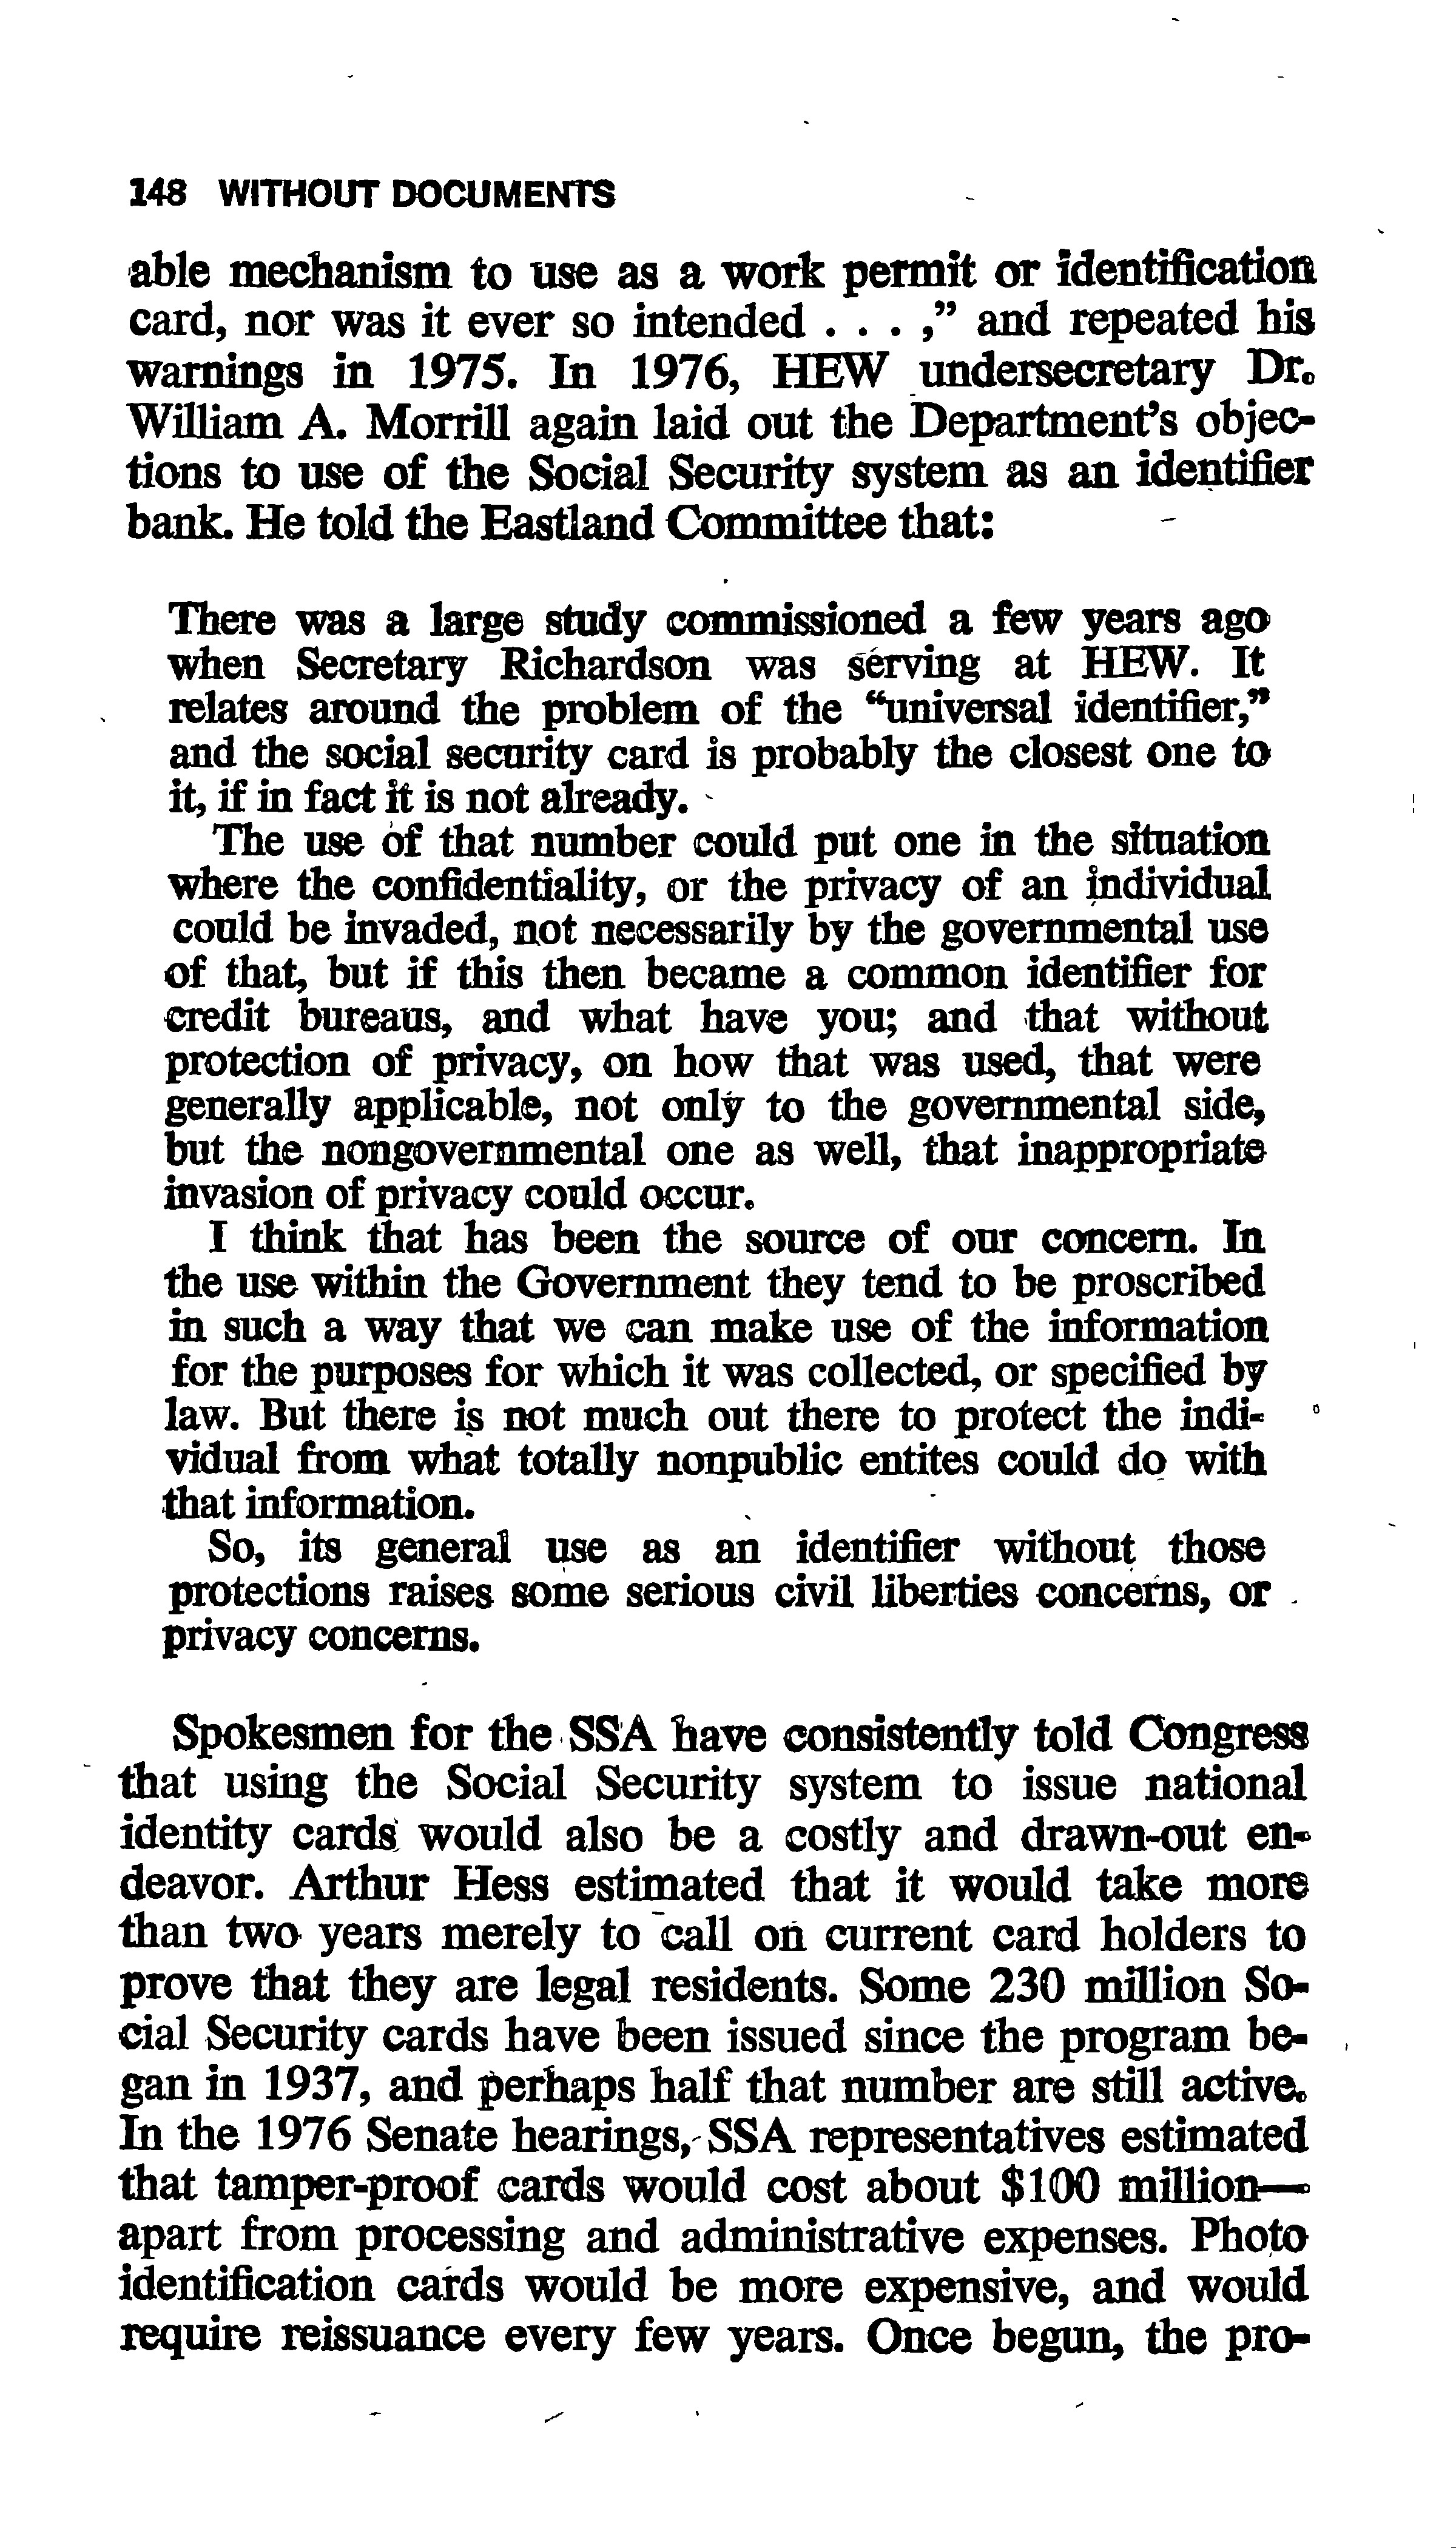 148 WITHOUT DOCUMENTS
able mechanism to use as a work permit or identification
card, nor was it ever so intended . . . ,” and repeated his
warnings in 1975. In 1976, HEW undersecretary Dr.
William A. Morrill again laid out the Department’s objec-
tions to use of the Social Security system as an identifier
bank. He told the Eastland Committee that:
There was a large study commissioned a few years ago
when Secretary Richardson was serving at HEW. It
relates around the problem of the “universal identifier,”
and the social security card is probably the closest one to
it, if in fact it is not already.
The use of that number could put one in the situation
where the confidentiality, or the privacy of an individual
could be invaded, not necessarily by the governmental use
of that, but if this then became a common identifier for
credit bureaus, and what have you; and that without
protection of privacy, on how that was used, that were
generally applicable, not only to the governmental side,
but the nongovernmental one as well, that inappropriate
invasion of privacy could occur.
I think that has been the source of our concern. In
the use within the Government they tend to be proscribed
in such a way that we can make use of the information
for the purposes for which it was collected, or specified by
law. But there is not much out there to protect the indi-
vidual from what totally nonpublic entites could do with
that information.
So, its general use as an identifier without those
protections raises some serious civil liberties concerns, or
privacy concerns.
Spokesmen for the SSA have consistently told Congress
that using the Social Security system to issue national
identity cards would also be a costly and drawn-out en-
deavor. Arthur Hess estimated that it would take more
than two years merely to call on current card holders to
prove that they are legal residents. Some 230 million So-
cial Security cards have been issued since the program be-
gan in 1937, and perhaps half that number are still active.
In the 1976 Senate hearings, SSA representatives estimated
that tamper-proof cards would cost about $100 million—
apart from processing and administrative expenses. Photo
identification cards would be more expensive, and would
require reissuance every few years. Once begun, the pro-